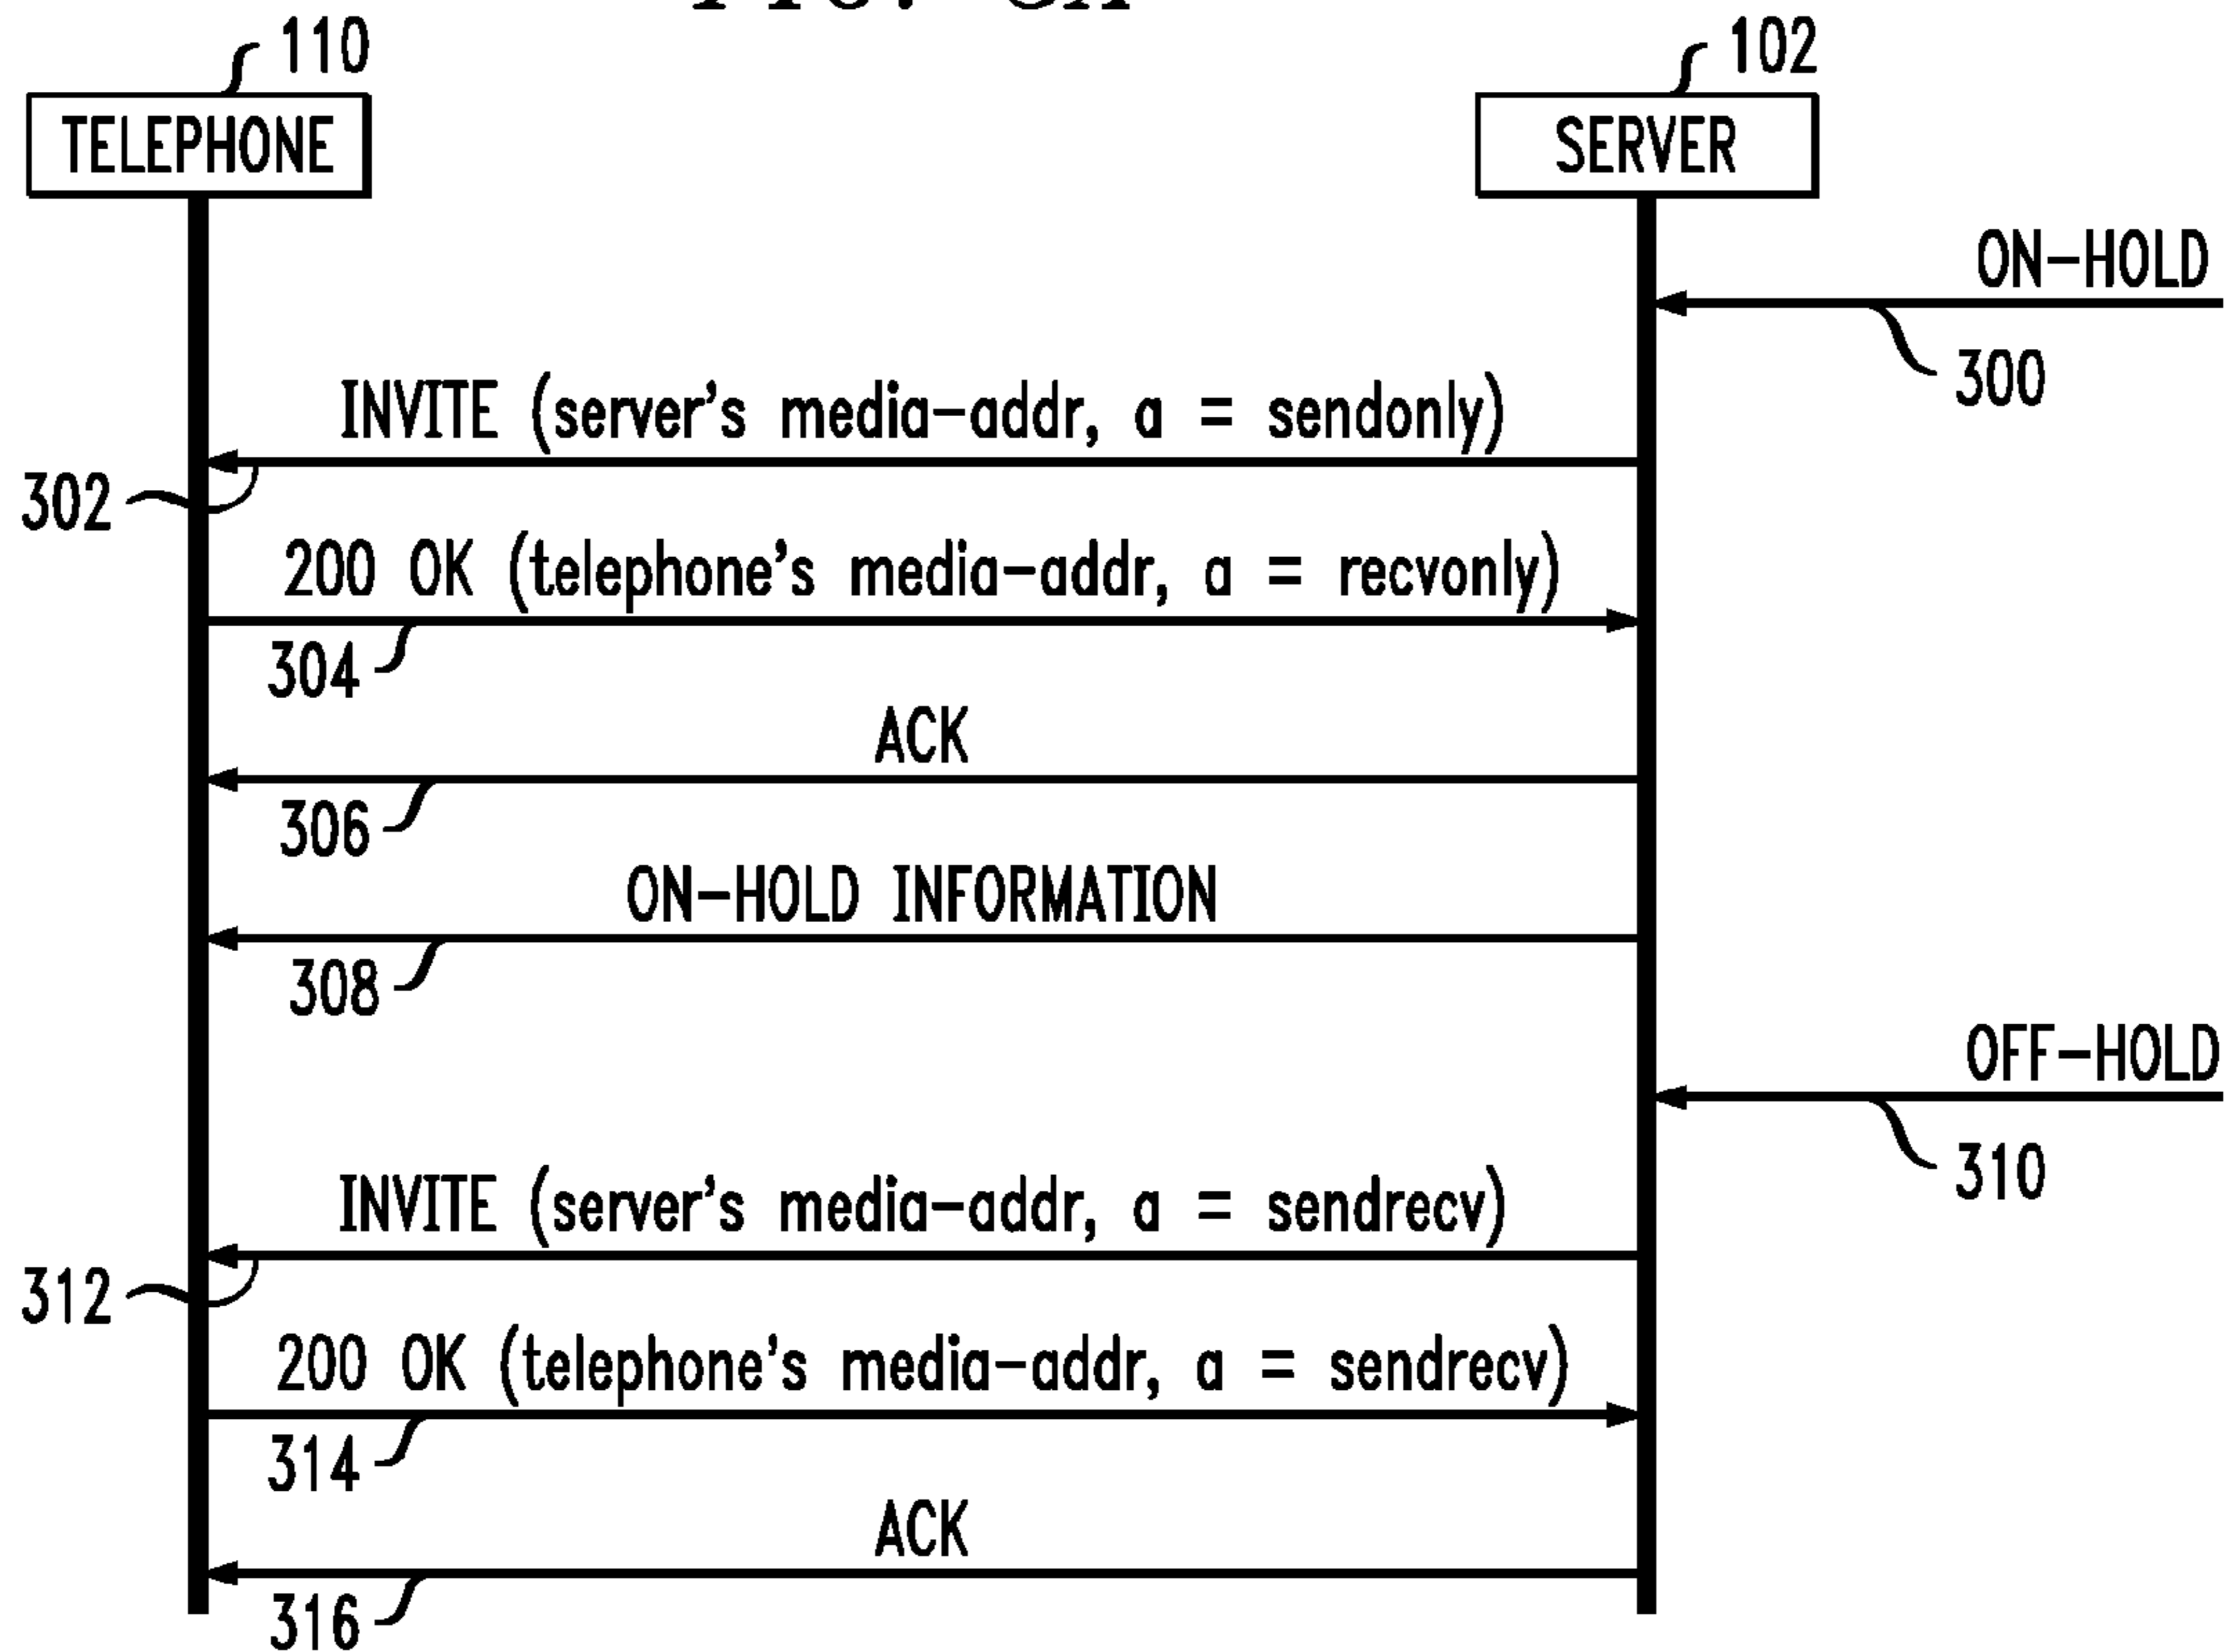 110
102
TELEPHONE
SERVER
ON-HOLD
300
INVITE (server's media-addr, a = sendonly)
302
200 OK (telephone's media-addr, a = recvonly)
304
ACK
306
ON-HOLD INFORMATION
308
OFF-HOLD
310
INVITE (server's media-addr, a = sendrecv)
312
200 OK (telephone's media-addr, a = sendrecv)
314
ACK
316